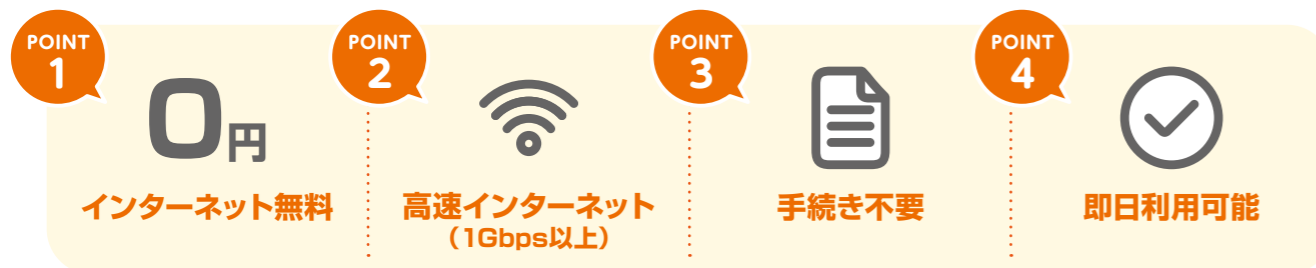 POINT
1
0円
インターネット無料
POINT
2
高速インターネット
（1Gbps以上）
POINT
3
手続き不要
POINT
4
即日利用可能